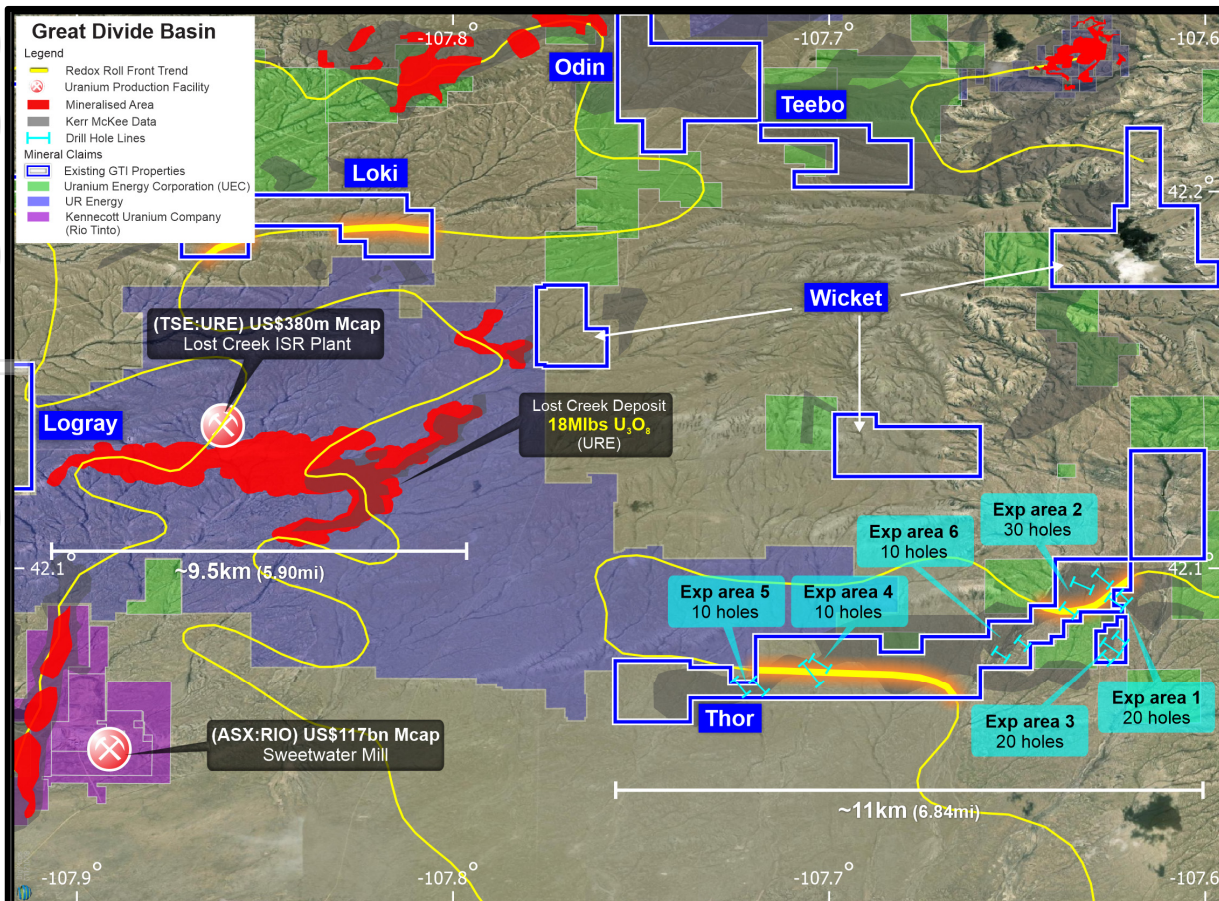 Great Divide Basin
Legend
Redox Roll Front Trend
Uranium Production Facility
Mineralised Area
Kerr McKee Data
Drill Hole Lines
Mineral Claims
Existing GTI Properties
Uranium Energy Corporation (UEC)
UR Energy
Kennecott Uranium Company
(Rio Tinto)
-107.8°
-107.7°
-107.6
Odin
Teebo
Loki
42.2°
Wicket
(TSE:URE) US$380m Mcap
Lost Creek ISR Plant
Logray
Lost Creek Deposit
18Mlbs U₃O₈
(URE)
Exp area 2
30 holes
Exp area 6
10 holes
42.1°
42.1°
~9.5km (5.90mi)
Exp area 5
10 holes
Exp area 4
10 holes
Exp area 1
20 holes
Thor
Exp area 3
20 holes
(ASX:RIO) US$117bn Mcap
Sweetwater Mill
~11km (6.84mi)
-107.9°
-107.8°
-107.7°
-107.6